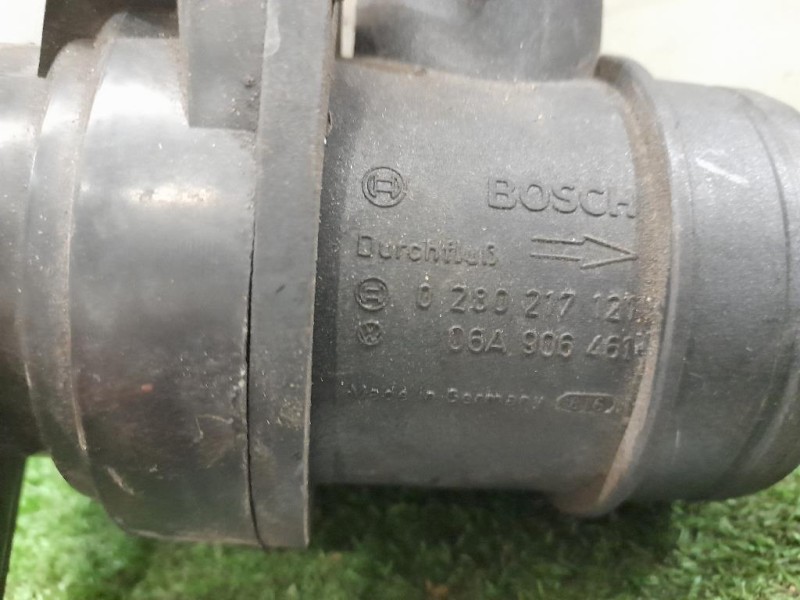 BOSCH
Durchfluß
0 280 217 121
06A 906 461
Made in Germany